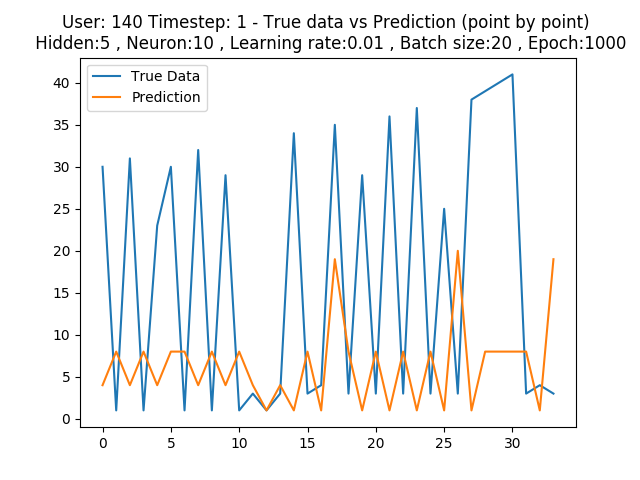 User: 140 Timestep: 1 - True data vs Prediction (point by point)
Hidden:5 , Neuron:10 , Learning rate:0.01 , Batch size:20 , Epoch:1000
True Data
Prediction
40
35
30
25
20
15
10
5
0
0 5 10 15 20 25 30